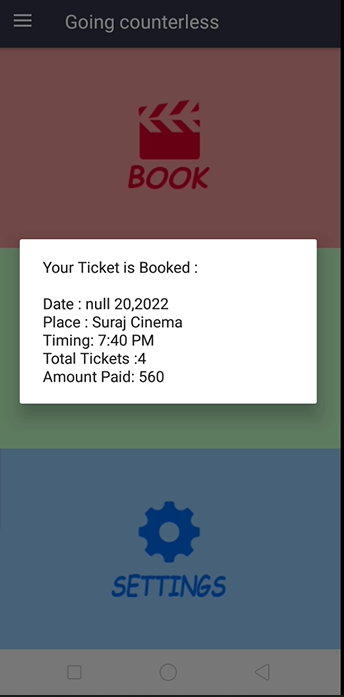 Going counterless
BOOK
Your Ticket is Booked :
Date : null 20,2022
Place : Suraj Cinema
Timing: 7:40 PM
Total Tickets :4
Amount Paid: 560
SETTINGS